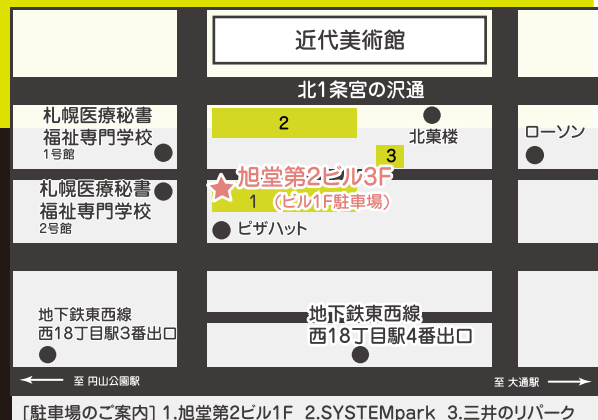 近代美術館
北1条宮の沢通
札幌医療秘書
福祉専門学校
1号館
2
北菓楼
ローソン
3
札幌医療秘書
福祉専門学校
2号館
旭堂第2ビル3F
1
(ビル1F駐車場)
ピザハット
地下鉄東西線
西18丁目駅3番出口
地下鉄東西線
西18丁目駅4番出口
至 円山公園駅
至 大通駅
[駐車場のご案内] 1.旭堂第2ビル1F 2.SYSTEMpark 3.三井のリパーク